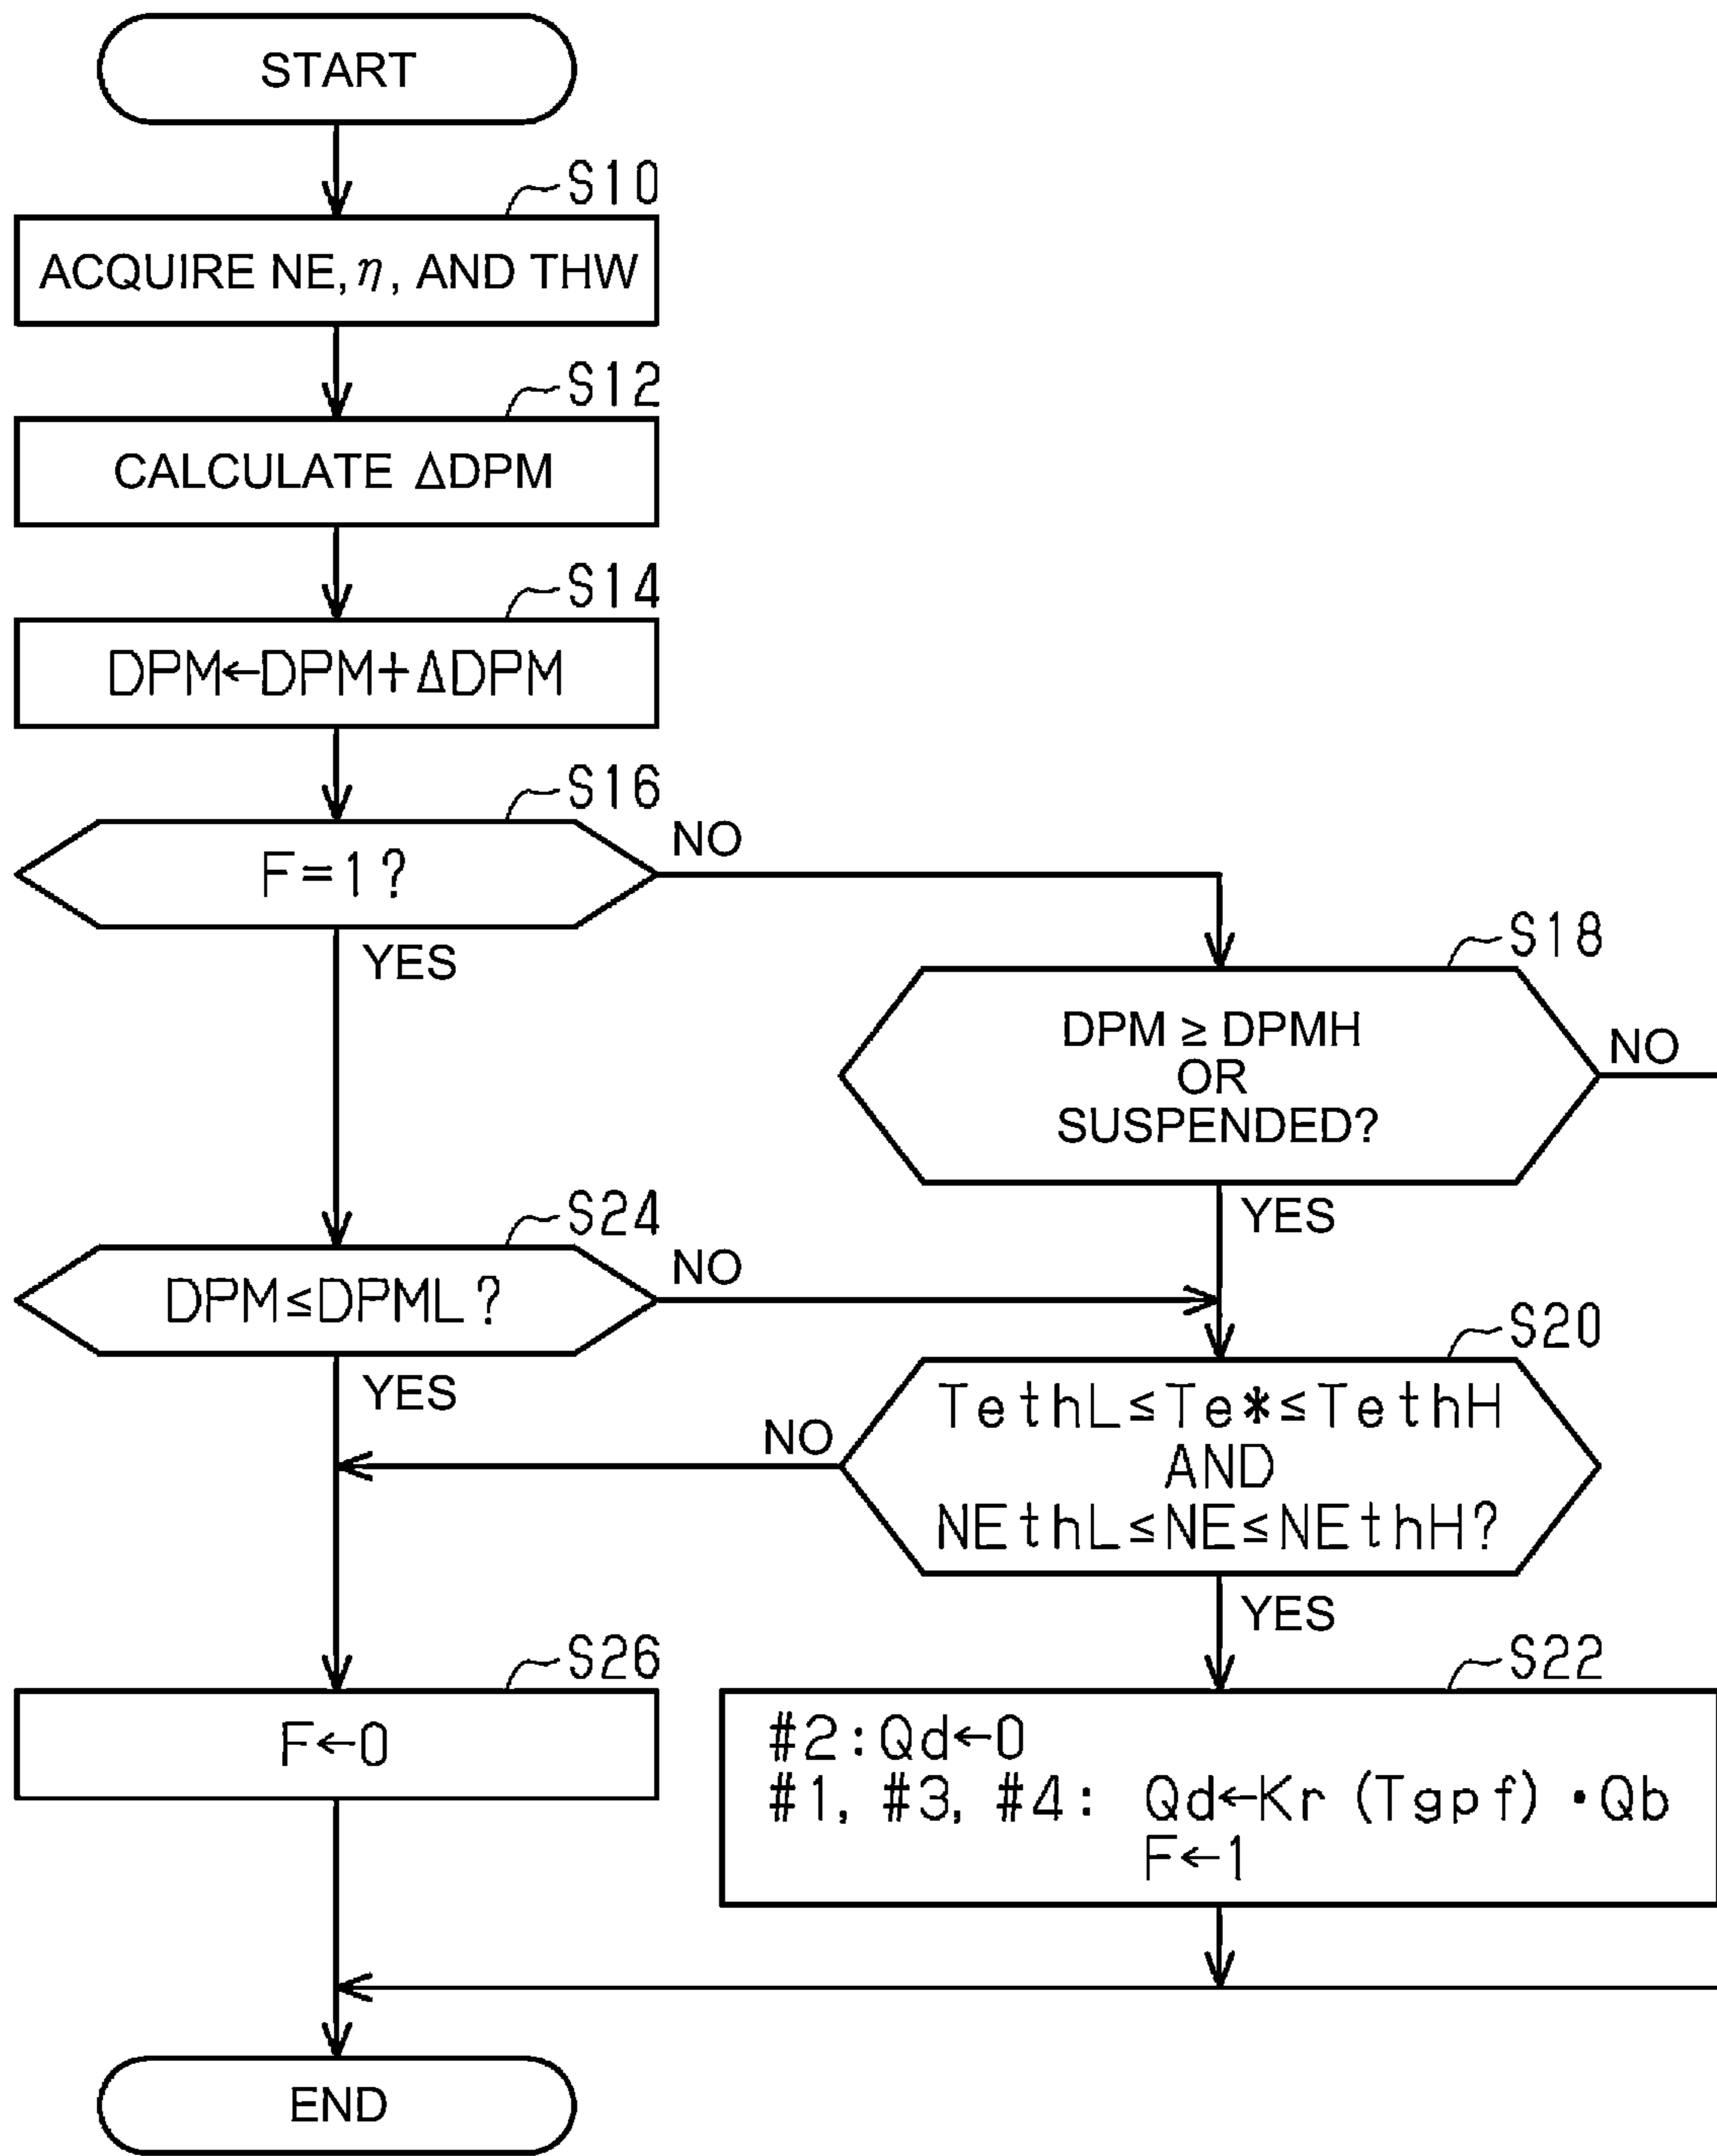 START
S10
ACQUIRE NE, η, AND THW
S12
CALCULATE ΔDPM
S14
DPM←DPM+ΔDPM
S16
F=1?
NO
YES
S18
DPM ≥ DPMH
OR
SUSPENDED?
NO
YES
S24
DPM≤DPML?
NO
YES
S20
TethL≤Te*≤TethH
AND
NEthL≤NE≤NEthH?
NO
YES
S26
F←0
S22
#2:Qd←0
#1, #3, #4: Qd←Kr (Tgpf)・Qb
F←1
END